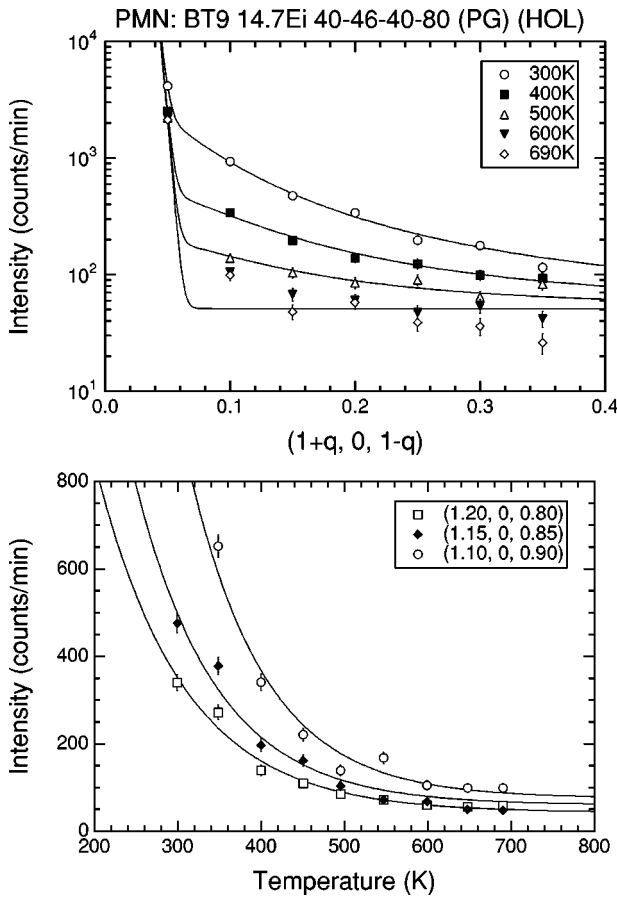 PMN: BT9 14.7Ei 40-46-40-80 (PG) (HOL)
Intensity (counts/min)
10^4
10^3
10^2
10^1
300K
400K
500K
600K
690K
0.0 0.1 0.2 0.3 0.4
(1+q, 0, 1-q)
Intensity (counts/min)
800
600
400
200
0
(1.20, 0, 0.80)
(1.15, 0, 0.85)
(1.10, 0, 0.90)
200 300 400 500 600 700 800
Temperature (K)